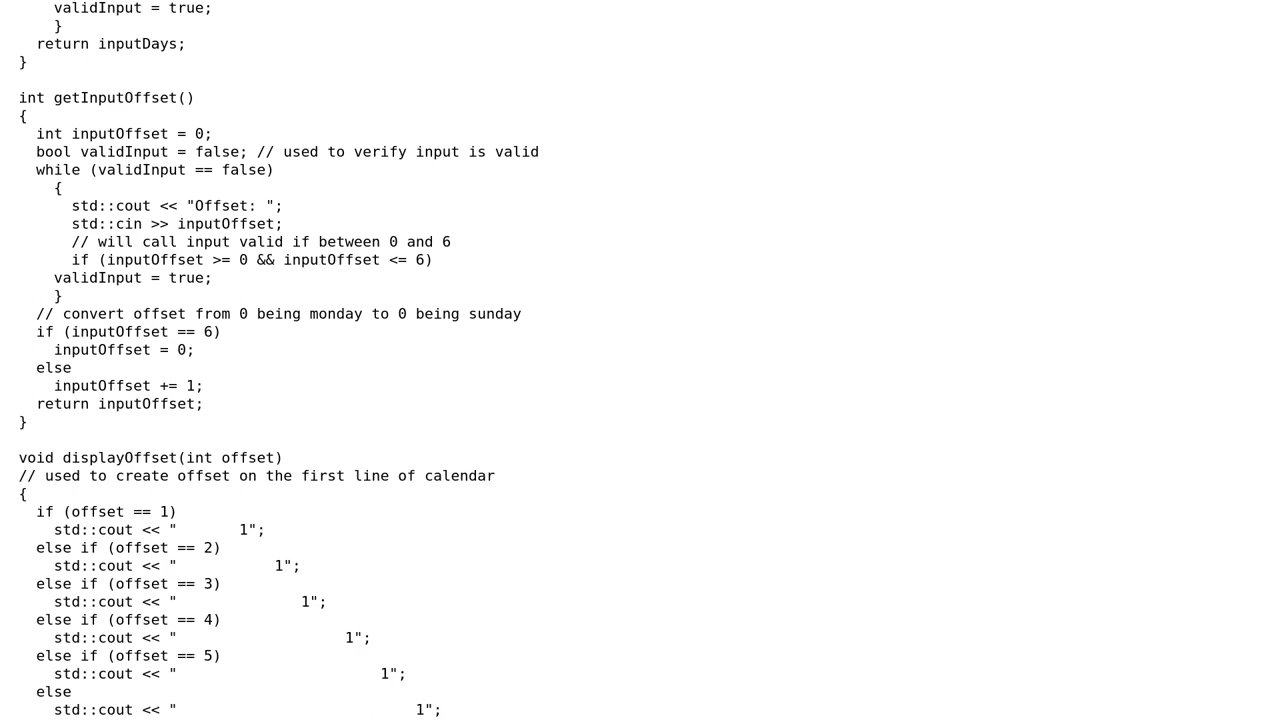 validInput = true;
    }
  return inputDays;
}

int getInputOffset()
{
  int inputOffset = 0;
  bool validInput = false; // used to verify input is valid
  while (validInput == false)
    {
      std::cout << "Offset: ";
      std::cin >> inputOffset;
      // will call input valid if between 0 and 6
      if (inputOffset >= 0 && inputOffset <= 6)
    validInput = true;
    }
  // convert offset from 0 being monday to 0 being sunday
  if (inputOffset == 6)
    inputOffset = 0;
  else
    inputOffset += 1;
  return inputOffset;
}

void displayOffset(int offset)
// used to create offset on the first line of calendar
{
  if (offset == 1)
    std::cout << "       1";
  else if (offset == 2)
    std::cout << "           1";
  else if (offset == 3)
    std::cout << "              1";
  else if (offset == 4)
    std::cout << "                   1";
  else if (offset == 5)
    std::cout << "                       1";
  else
    std::cout << "                           1";